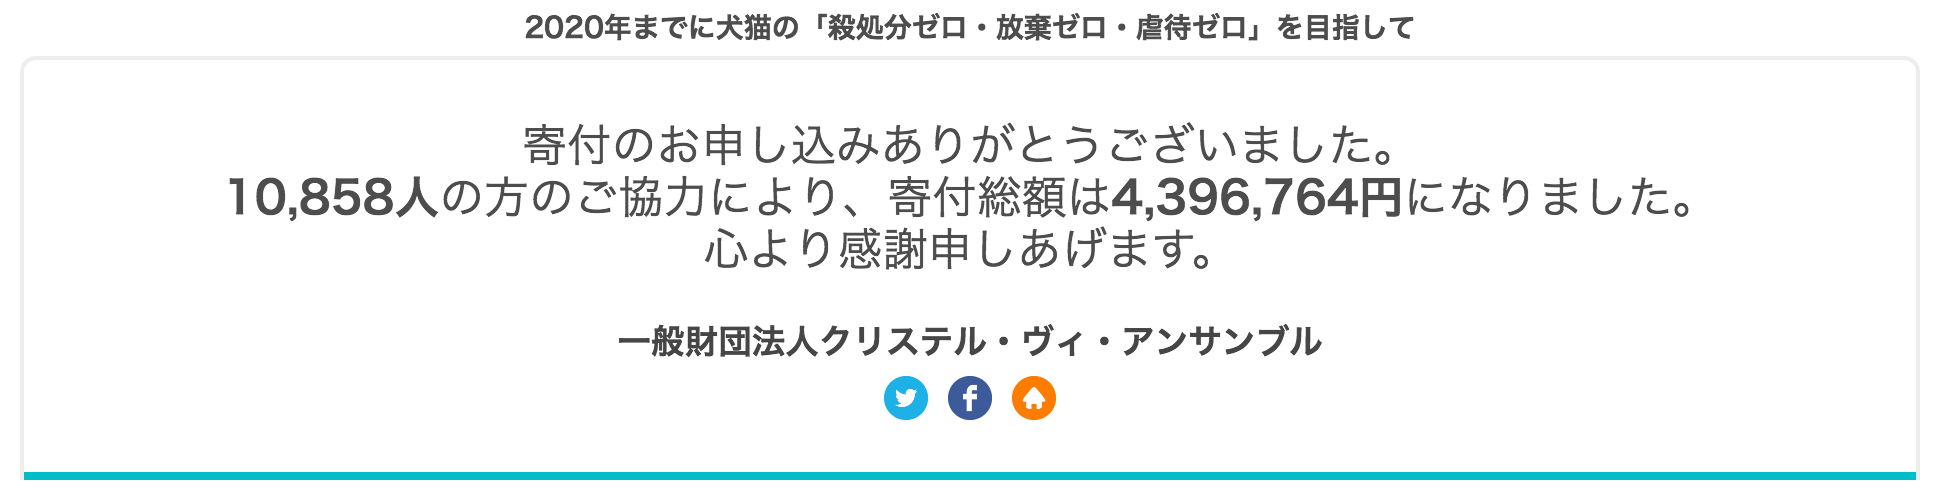 2020年までに犬猫の「殺処分ゼロ・放棄ゼロ・虐待ゼロ」を目指して
寄付のお申し込みありがとうございました。
10,858人の方のご協力により、寄付総額は4,396,764円になりました。
心より感謝申しあげます。
一般財団法人クリステル・ヴィ・アンサンブル